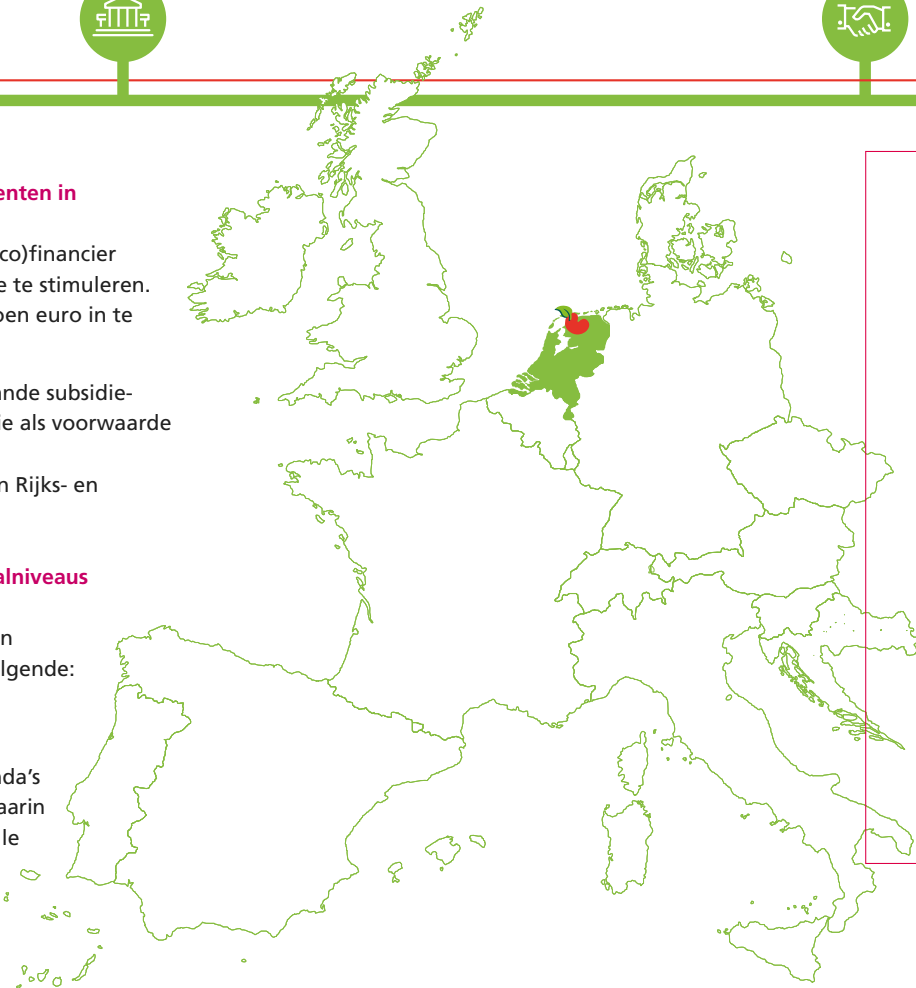 enten in
co)financier
e te stimuleren.
oen euro in te
ande subsidie-
ie als voorwaarde
n Rijks- en
alniveaus
n
lgende:
da's
aarin
le